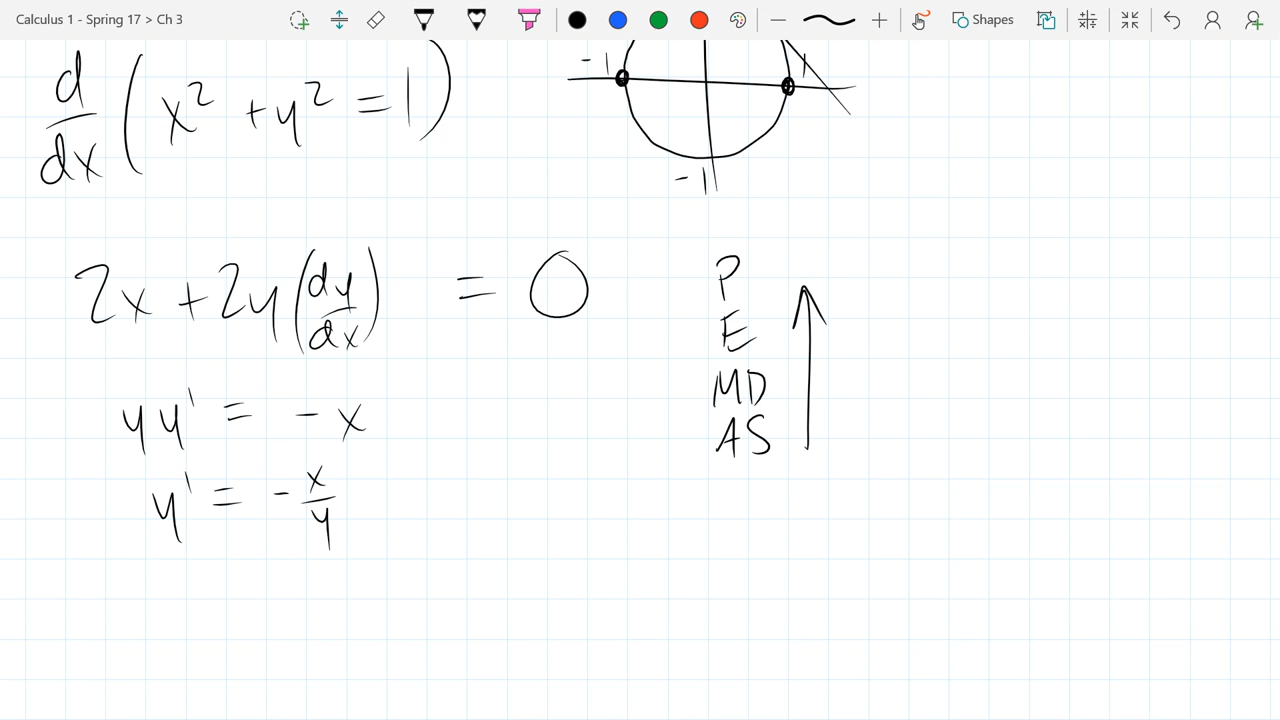 Calculus 1 - Spring 17 > Ch 3
Shapes
d/dx (x² + y² = 1)
-1
1
-1
2x + 2y (dy/dx) = 0
yy' = -x
y' = -x/y
P
E
MD
AS